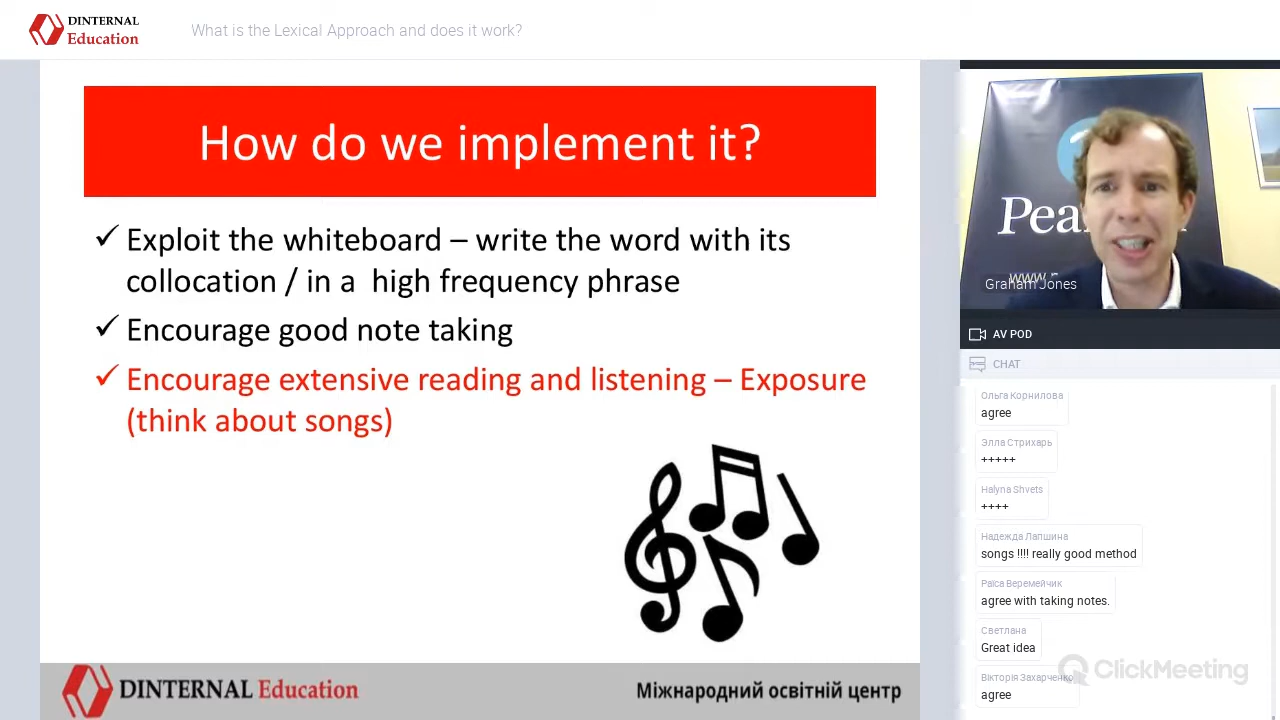 DINTERNAL
Education
What is the Lexical Approach and does it work?
How do we implement it?
✓ Exploit the whiteboard – write the word with its
collocation / in a high frequency phrase
✓ Encourage good note taking
✓ Encourage extensive reading and listening – Exposure
(think about songs)
DINTERNAL Education
Міжнародний освітній центр
Graham Jones
AV POD
CHAT
Ольга Корнилова
agree
Элла Стрихарь
+++++
Halyna Shvets
++++
Надежда Лапшина
songs !!!! really good method
Раїса Веремейчик
agree with taking notes.
Светлана
Great idea
Вікторія Захарченко
agree
ClickMeeting